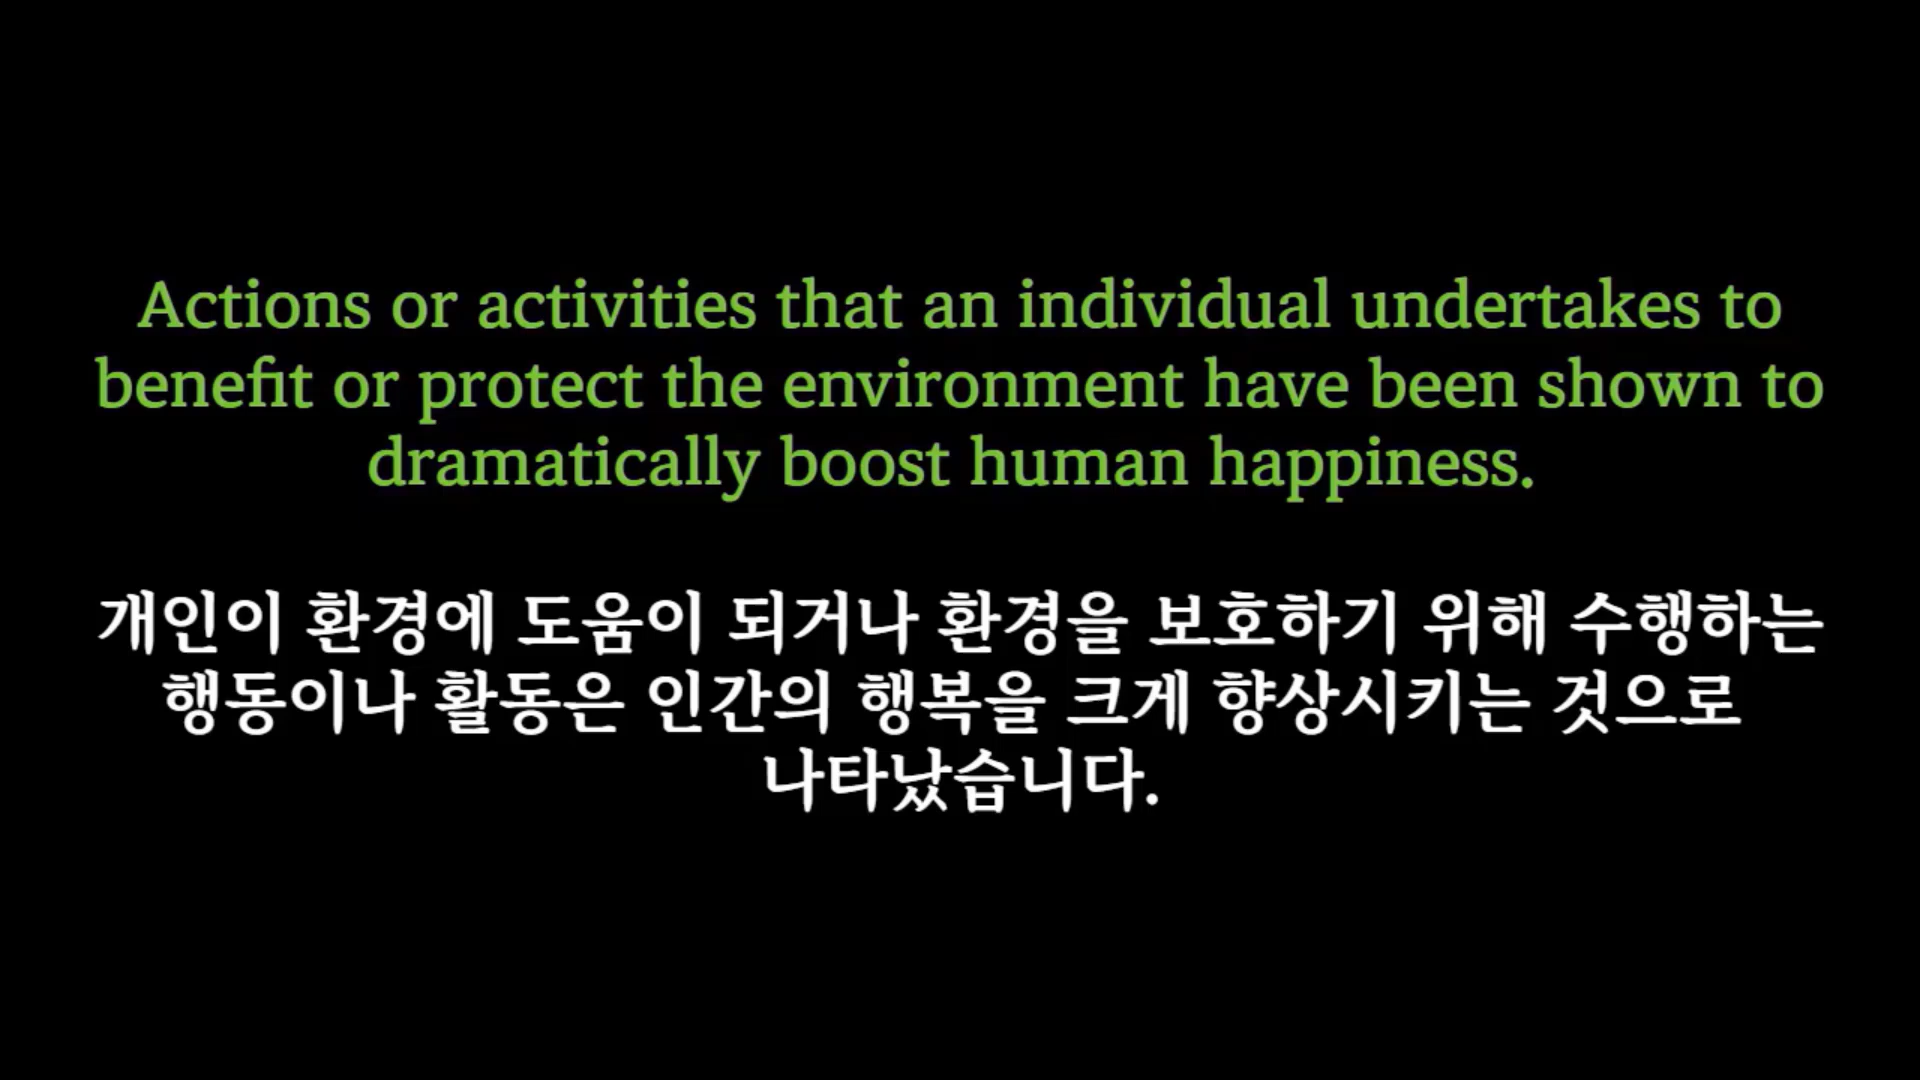 Actions or activities that an individual undertakes to
benefit or protect the environment have been shown to
dramatically boost human happiness.
개인이 환경에 도움이 되거나 환경을 보호하기 위해 수행하는
행동이나 활동은 인간의 행복을 크게 향상시키는 것으로
나타났습니다.